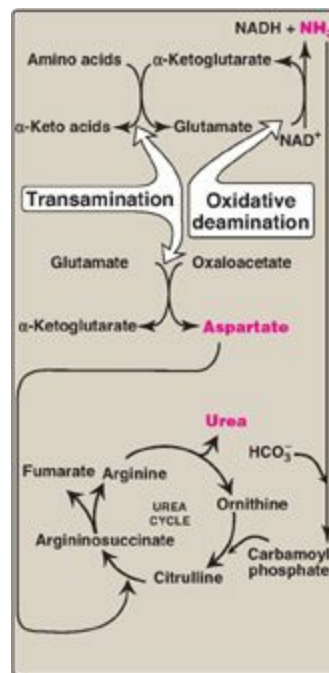 NADH + NH₃
Amino acids α-Ketoglutarate
α-Keto acids Glutamate NAD⁺
Transamination
Oxidative
deamination
Glutamate Oxaloacetate
α-Ketoglutarate Aspartate
Urea
HCO₃⁻
Fumarate Arginine
UREA
CYCLE
Ornithine
Argininosuccinate
Carbamoyl
phosphate
Citrulline